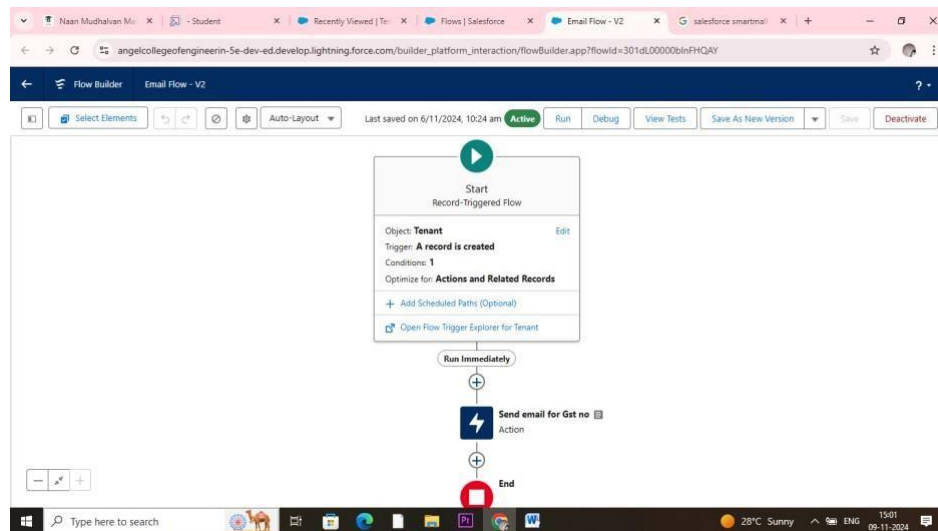 Naan Mudhalvan Ma
- Student
Recently Viewed | Te
Flows | Salesforce
Email Flow - V2
salesforce smartmail
angelcollegeofengineerin-5e-dev-ed.develop.lightning.force.com/builder_platform_interaction/flowBuilder.app?flowId=301dL00000bInFHQAY
Flow Builder
Email Flow - V2
?
Select Elements
Auto-Layout
Last saved on 6/11/2024, 10:24 am
Active
Run
Debug
View Tests
Save As New Version
Save
Deactivate
Start
Record-Triggered Flow
Object: Tenant
Edit
Trigger: A record is created
Conditions: 1
Optimize for: Actions and Related Records
+ Add Scheduled Paths (Optional)
Open Flow Trigger Explorer for Tenant
Run Immediately
Send email for Gst no
Action
End
Type here to search
Pr
W
28°C Sunny
ENG
15:01
09-11-2024